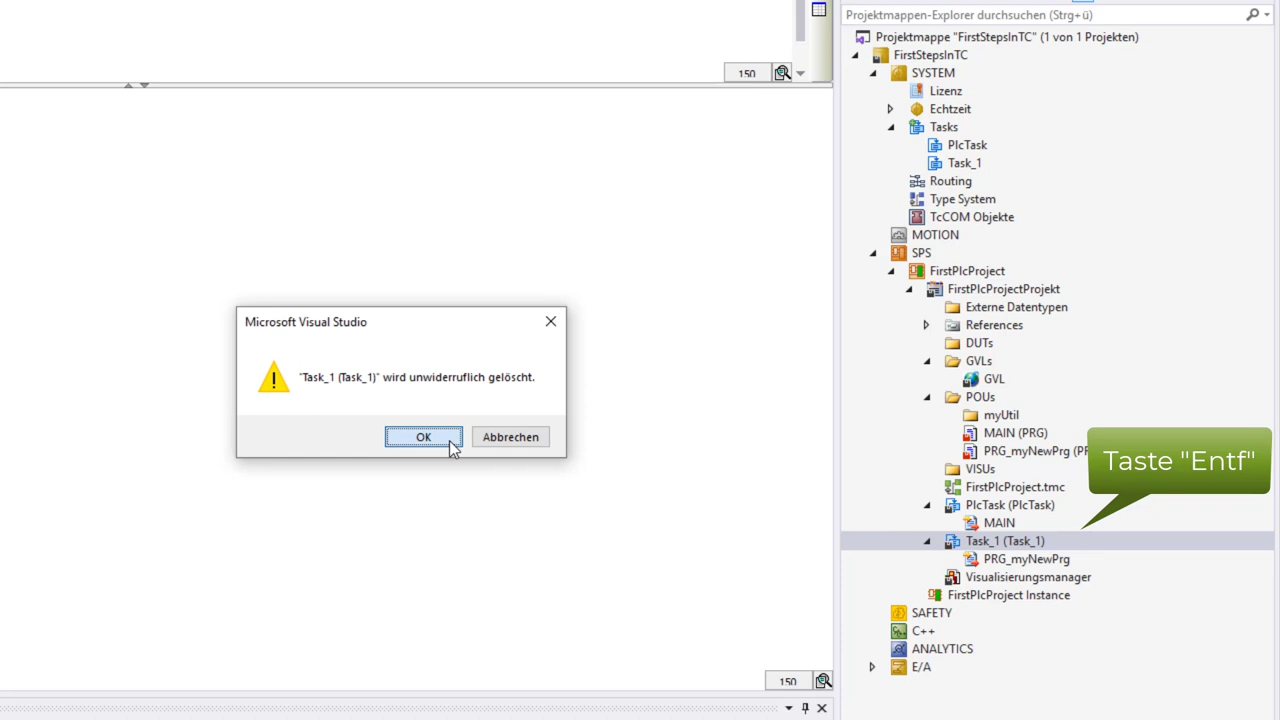 Projektmappen-Explorer durchsuchen (Strg+ü)
Projektmappe "FirstStepsInTC" (1 von 1 Projekten)
FirstStepsInTC
SYSTEM
Lizenz
Echtzeit
Tasks
PlcTask
Task_1
Routing
Type System
TcCOM Objekte
MOTION
SPS
FirstPlcProject
FirstPlcProjectProjekt
Externe Datentypen
References
DUTs
GVLs
GVL
POUs
myUtil
MAIN (PRG)
PRG_myNewPrg (PR
VISUs
FirstPlcProject.tmc
PlcTask (PlcTask)
MAIN
Task_1 (Task_1)
PRG_myNewPrg
Visualisierungsmanager
FirstPlcProject Instance
SAFETY
C++
ANALYTICS
E/A
Taste "Entf"
150
Microsoft Visual Studio
"Task_1 (Task_1)" wird unwiderruflich gelöscht.
OK
Abbrechen
150